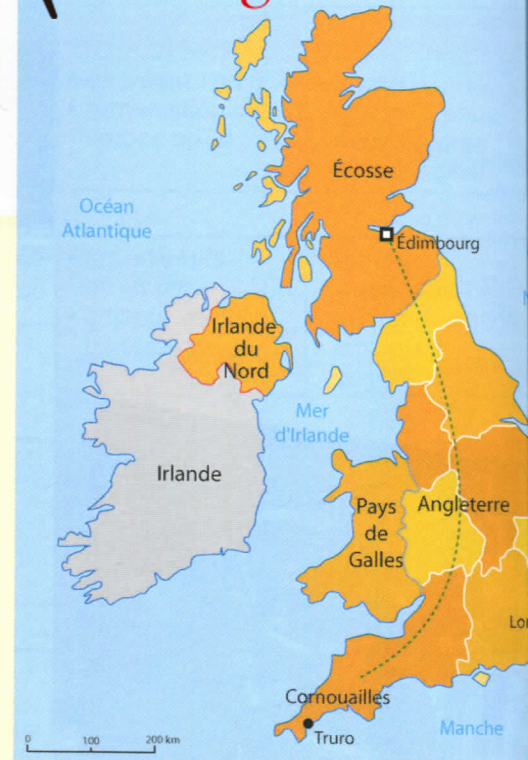 Écosse
Océan
Atlantique
Édimbourg
Irlande
du
Nord
Mer
d'Irlande
Irlande
Pays
de
Galles
Angleterre
Cornouailles
Truro
Manche
0 100 200 km